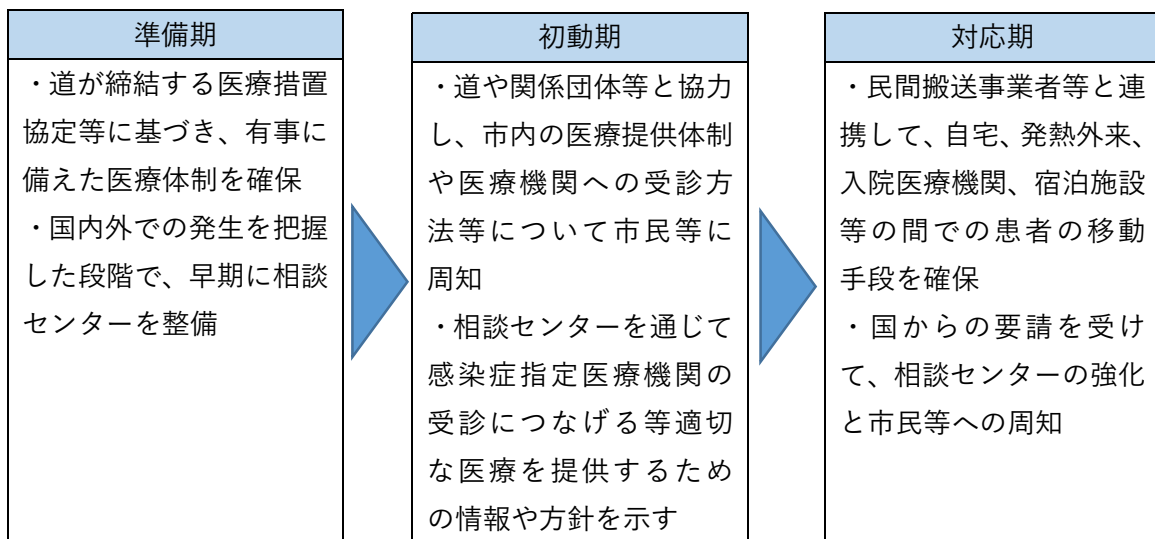 準備期
・道が締結する医療措置
協定等に基づき、有事に
備えた医療体制を確保
・国内外での発生を把握
した段階で、早期に相談
センターを整備
初動期
・道や関係団体等と協力
し、市内の医療提供体制
や医療機関への受診方
法等について市民等に
周知
・相談センターを通じて
感染症指定医療機関の
受診につなげる等適切
な医療を提供するため
の情報や方針を示す
対応期
・民間搬送事業者等と連
携して、自宅、発熱外来、
入院医療機関、宿泊施設
等の間での患者の移動
手段を確保
・国からの要請を受け
て、相談センターの強化
と市民等への周知